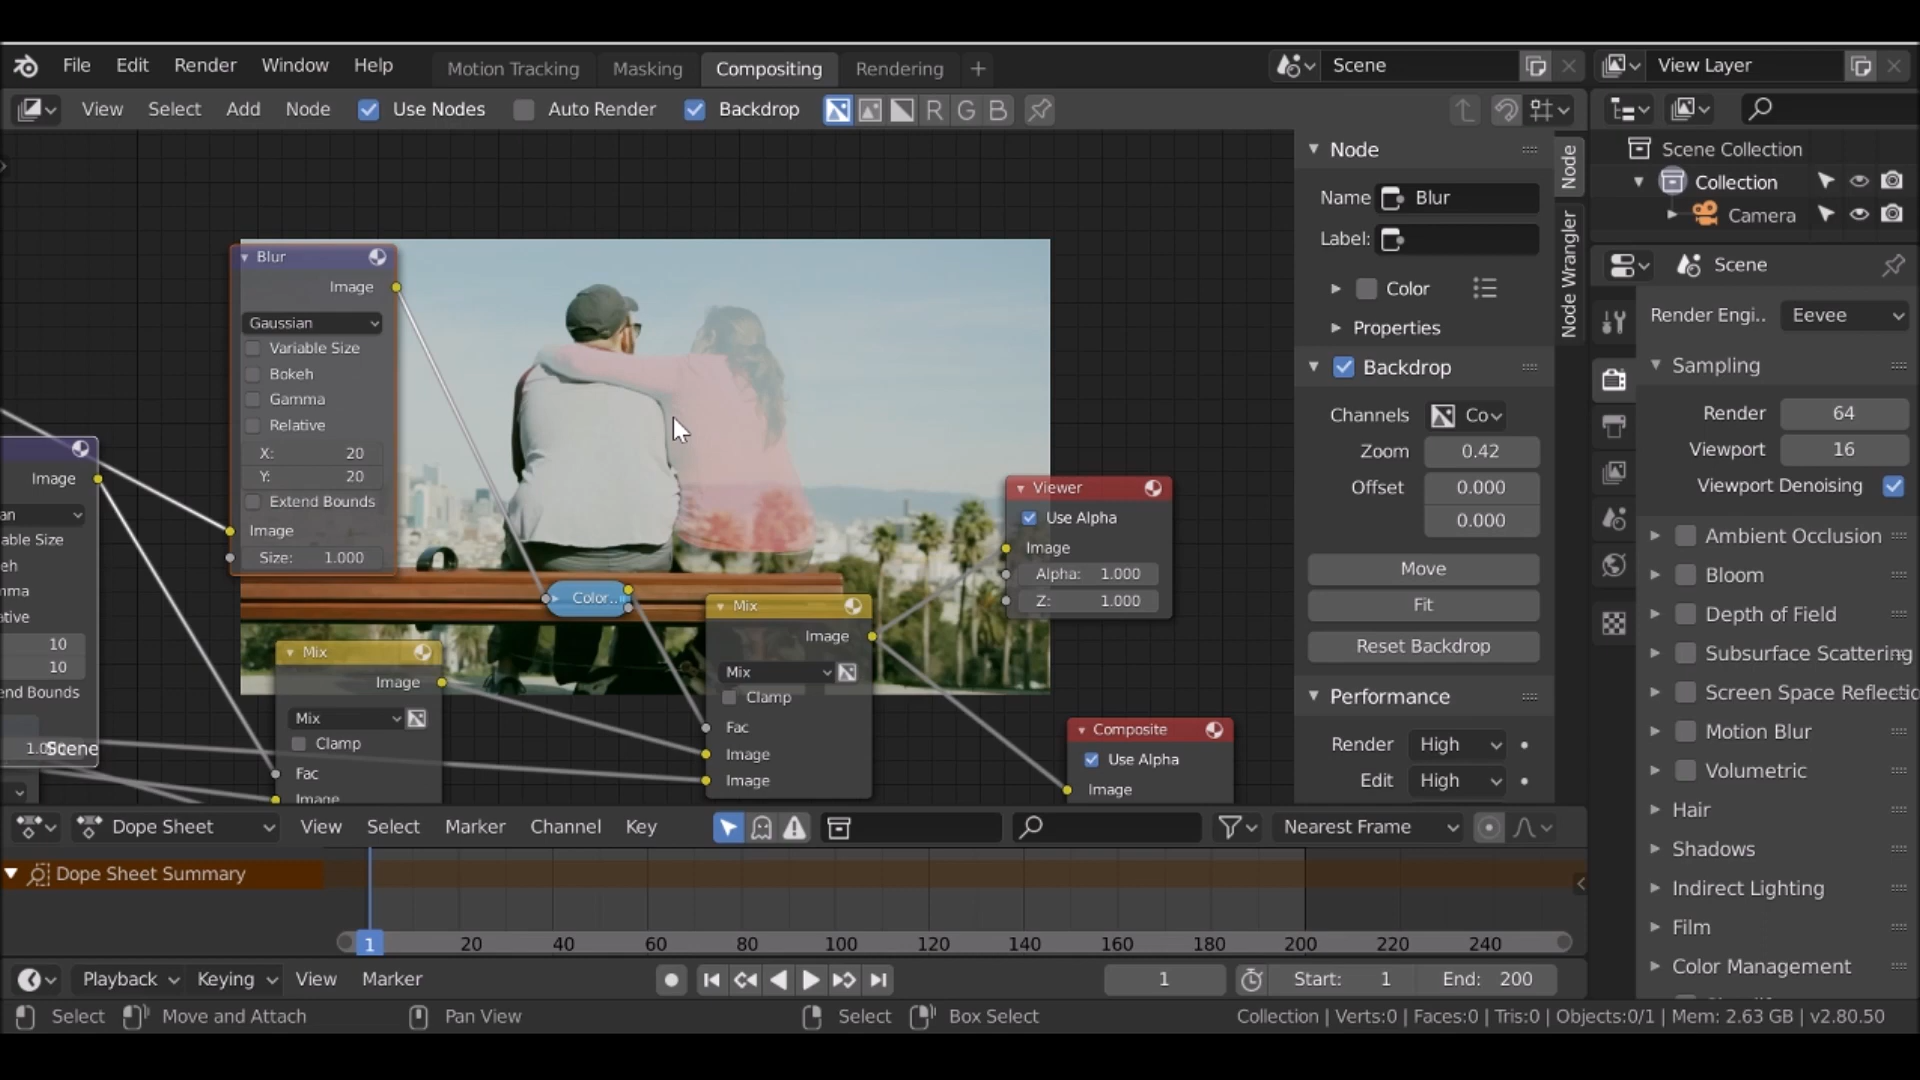 File Edit Render Window Help Motion Tracking Masking Compositing Rendering + Scene View Layer
View Select Add Node Use Nodes Auto Render Backdrop R G B
Node
Name Blur
Label:
Color
Properties
Backdrop
Channels Co
Zoom 0.42
Offset 0.000
0.000
Move
Fit
Reset Backdrop
Performance
Render High
Edit High
Node
Node Wrangler
Scene Collection
Collection
Camera
Scene
Render Engi.. Eevee
Sampling
Render 64
Viewport 16
Viewport Denoising
Ambient Occlusion
Bloom
Depth of Field
Subsurface Scattering
Screen Space Reflectio
Motion Blur
Volumetric
Hair
Shadows
Indirect Lighting
Film
Color Management
Blur
Image
Gaussian
Variable Size
Bokeh
Gamma
Relative
X: 20
Y: 20
Extend Bounds
Image
Size: 1.000
Image
an
able Size
eh
mma
ative
10
10
end Bounds
Scene
Color..
Mix
Image
Mix
Clamp
Fac
Image
Mix
Image
Mix
Clamp
Fac
Image
Image
Viewer
Use Alpha
Image
Alpha: 1.000
Z: 1.000
Composite
Use Alpha
Image
Dope Sheet View Select Marker Channel Key Nearest Frame
Dope Sheet Summary
1 20 40 60 80 100 120 140 160 180 200 220 240
Playback Keying View Marker 1 Start: 1 End: 200
Select Move and Attach Pan View Select Box Select Collection | Verts:0 | Faces:0 | Tris:0 | Objects:0/1 | Mem: 2.63 GB | v2.80.50